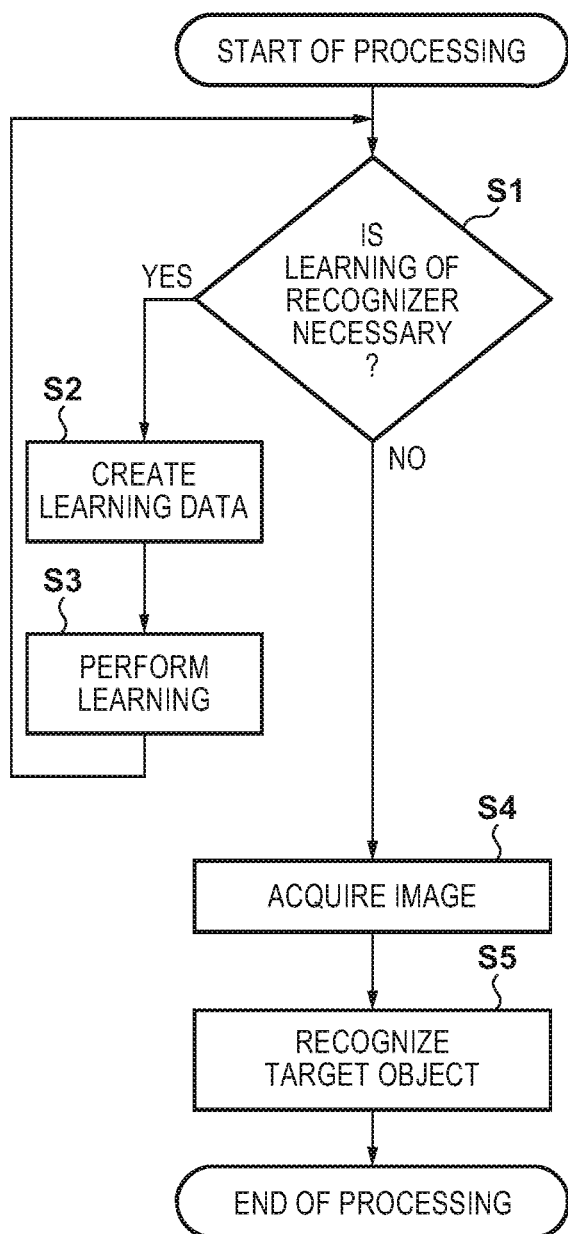 START OF PROCESSING
S1
IS
LEARNING OF
RECOGNIZER
NECESSARY
?
YES
NO
S2
CREATE
LEARNING DATA
S3
PERFORM
LEARNING
S4
ACQUIRE IMAGE
S5
RECOGNIZE
TARGET OBJECT
END OF PROCESSING